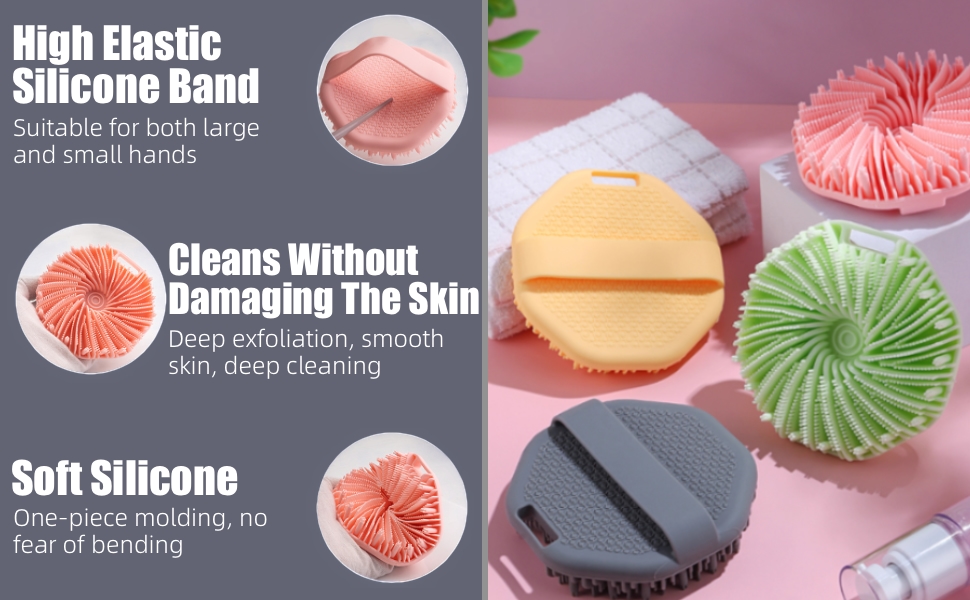 High Elastic
Silicone Band
Suitable for both large
and small hands
Cleans Without
Damaging The Skin
Deep exfoliation, smooth
skin, deep cleaning
Soft Silicone
One-piece molding, no
fear of bending